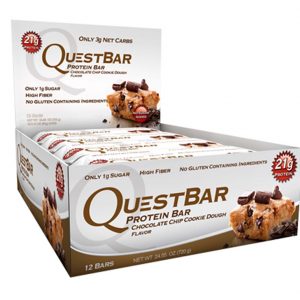 ONLY 3g NET CARBS
21g
PROTEIN
QUESTBAR
PROTEIN BAR
CHOCOLATE CHIP COOKIE DOUGH
FLAVOR
ONLY 1g SUGAR
HIGH FIBER
NO GLUTEN CONTAINING INGREDIENTS
ONLY 1g SUGAR HIGH FIBER NO GLUTEN CONTAINING INGREDIENTS
21g
PROTEIN
QUESTBAR
PROTEIN BAR
CHOCOLATE CHIP COOKIE DOUGH
FLAVOR
12 BARS